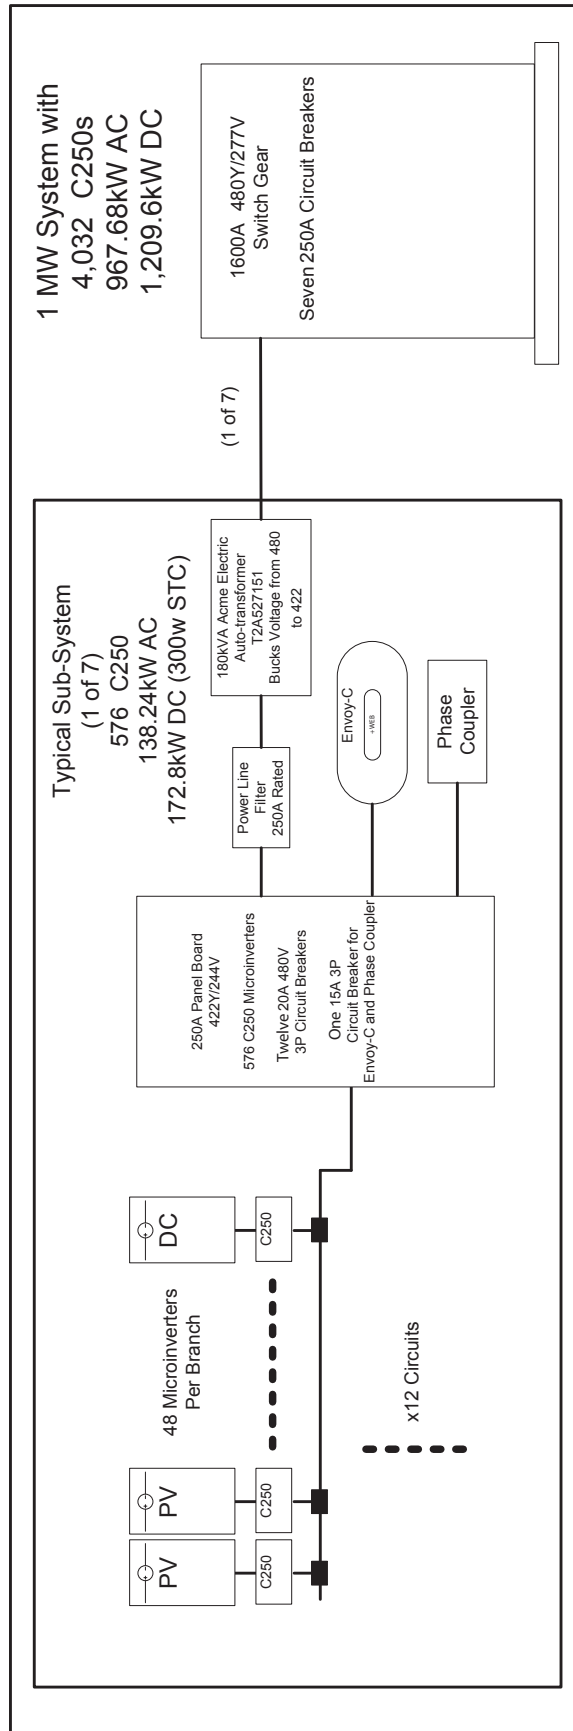 1 MW System with
4,032 C250s
967.68kW AC
1,209.6kW DC
Typical Sub-System
(1 of 7)
576 C250
138.24kW AC
172.8kW DC (300w STC)
PV
PV
DC
C250
C250
C250
48 Microinverters
Per Branch
x12 Circuits
250A Panel Board
422Y/244V
576 C250 Microinverters
Twelve 20A 480V
3P Circuit Breakers
One 15A 3P
Circuit Breaker for
Envoy-C and Phase Coupler
Power Line
Filter
250A Rated
180kVA Acme Electric
Auto-transformer
T2A527151
Bucks Voltage from 480
to 422
Envoy-C
+WEB
Phase
Coupler
(1 of 7)
1600A 480Y/277V
Switch Gear
Seven 250A Circuit Breakers